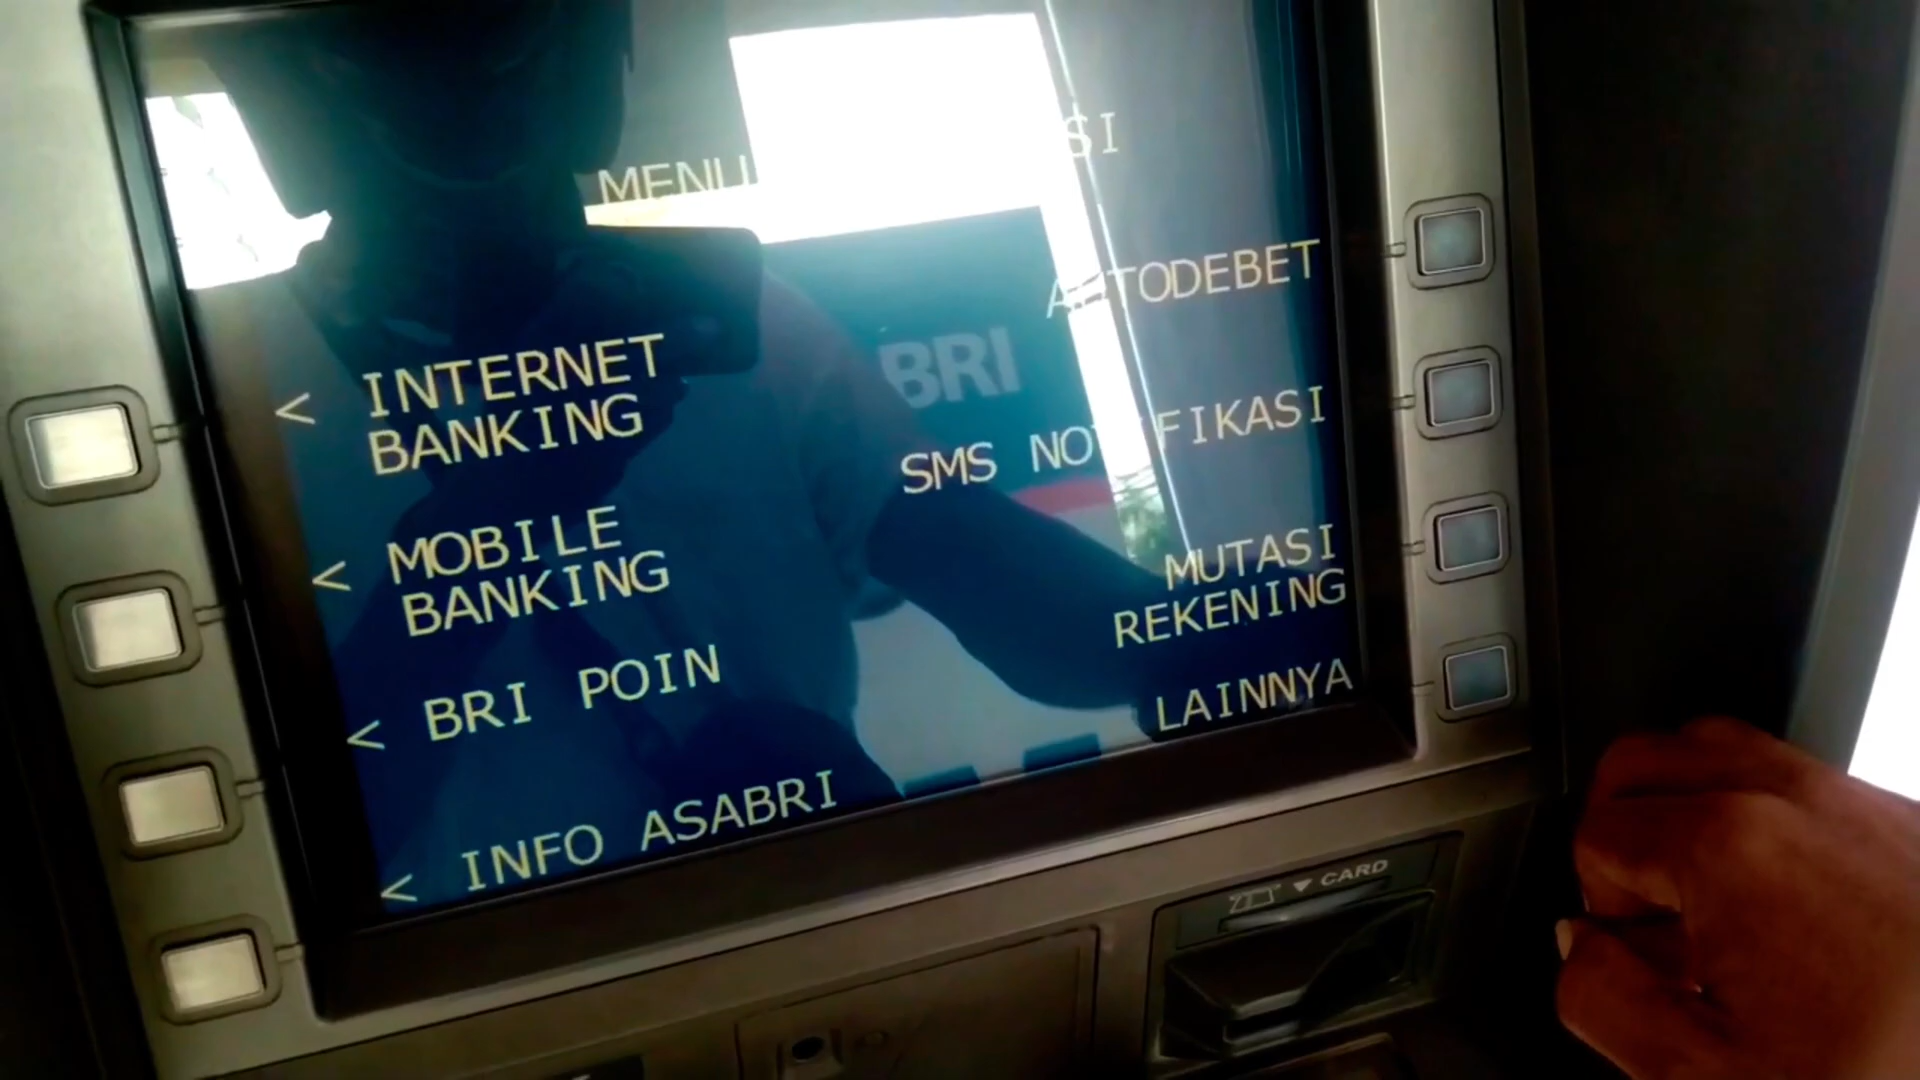 MENU
AUTODEBET
< INTERNET
BANKING
SMS NOTIFIKASI
< MOBILE
BANKING
MUTASI
REKENING
< BRI POIN
LAINNYA
< INFO ASABRI
BRI
CARD